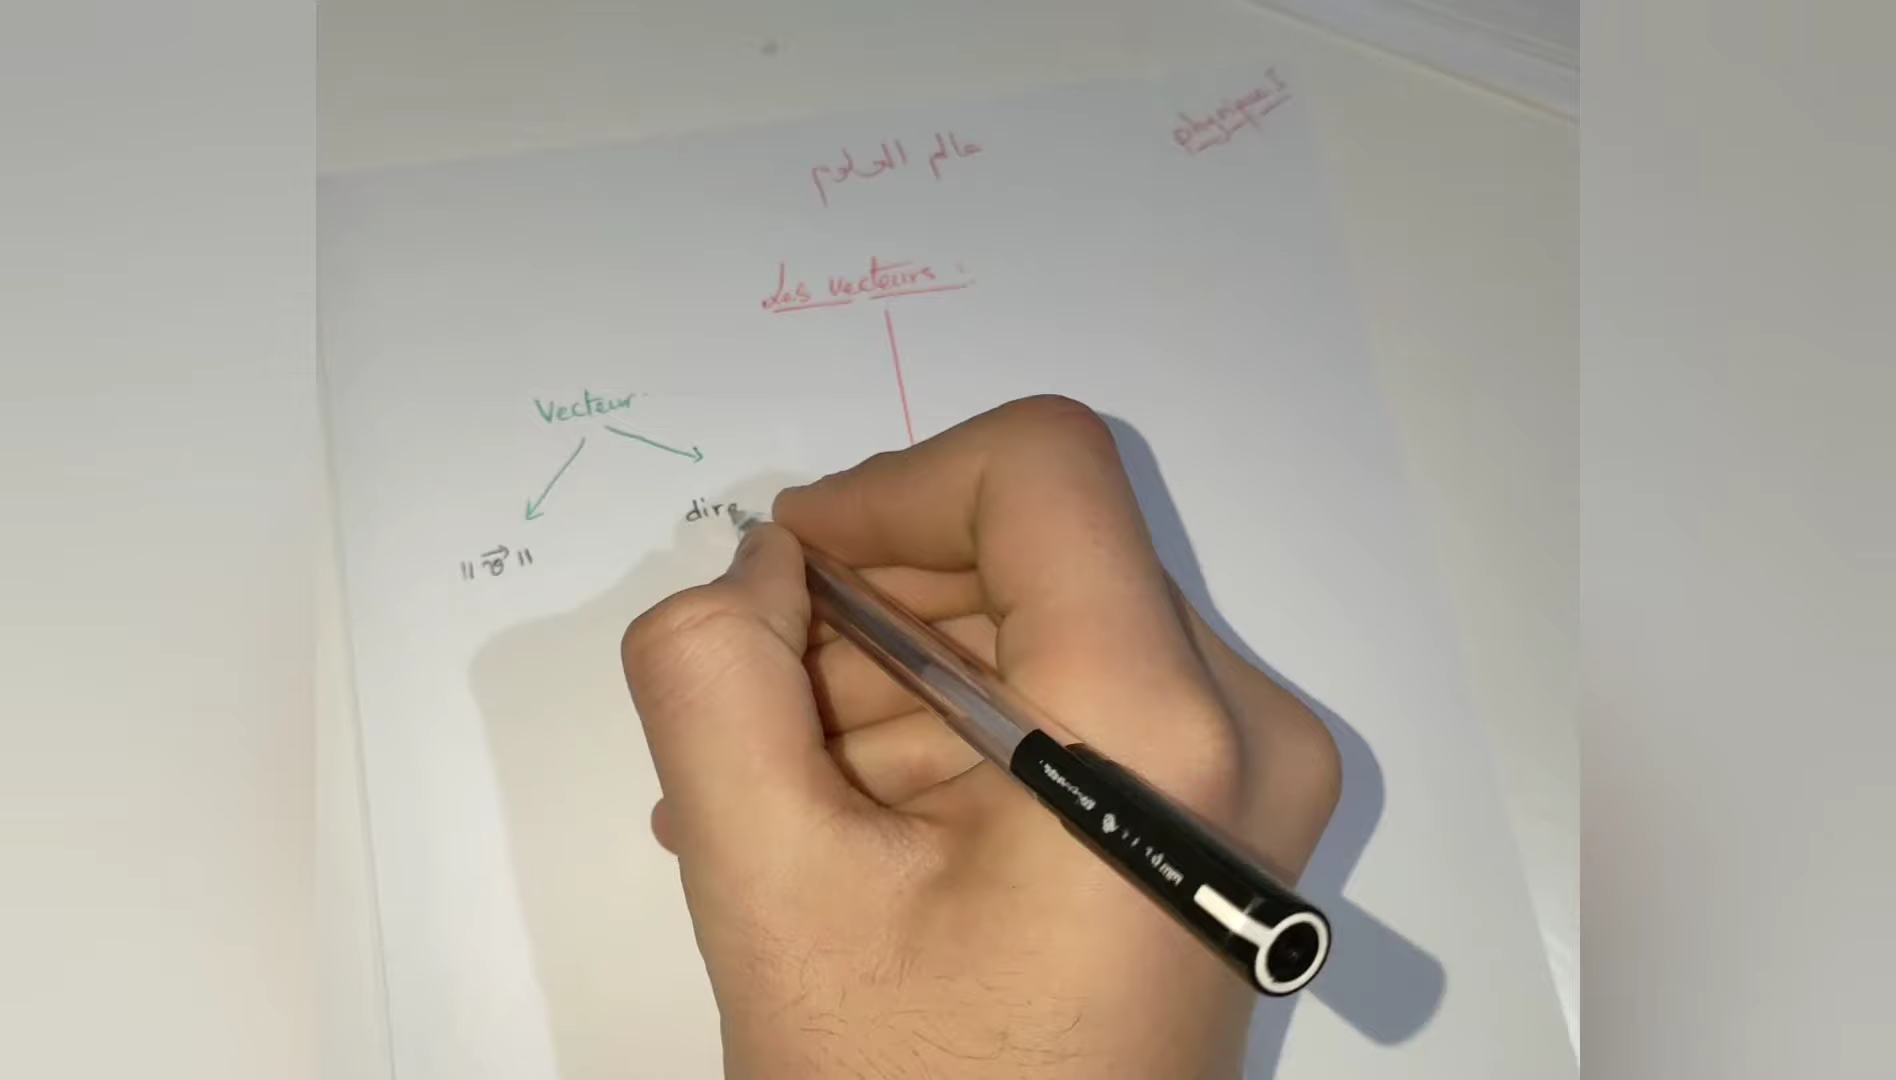 physique I
عالم العلوم
Les vecteurs :
Vecteur
dire
|| v⃗ ||